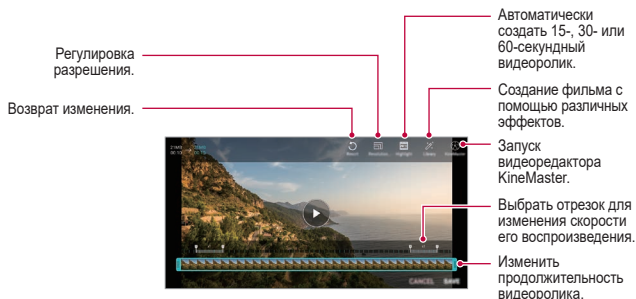 Автоматически
создать 15-, 30- или
60-секундный
видеоролик.
Регулировка
разрешения.
Создание фильма с
помощью различных
эффектов.
Возврат изменения.
Запуск
видеоредактора
KineMaster.
Выбрать отрезок для
изменения скорости
его воспроизведения.
Изменить
продолжительность
видеоролика.
CANCEL SAVE